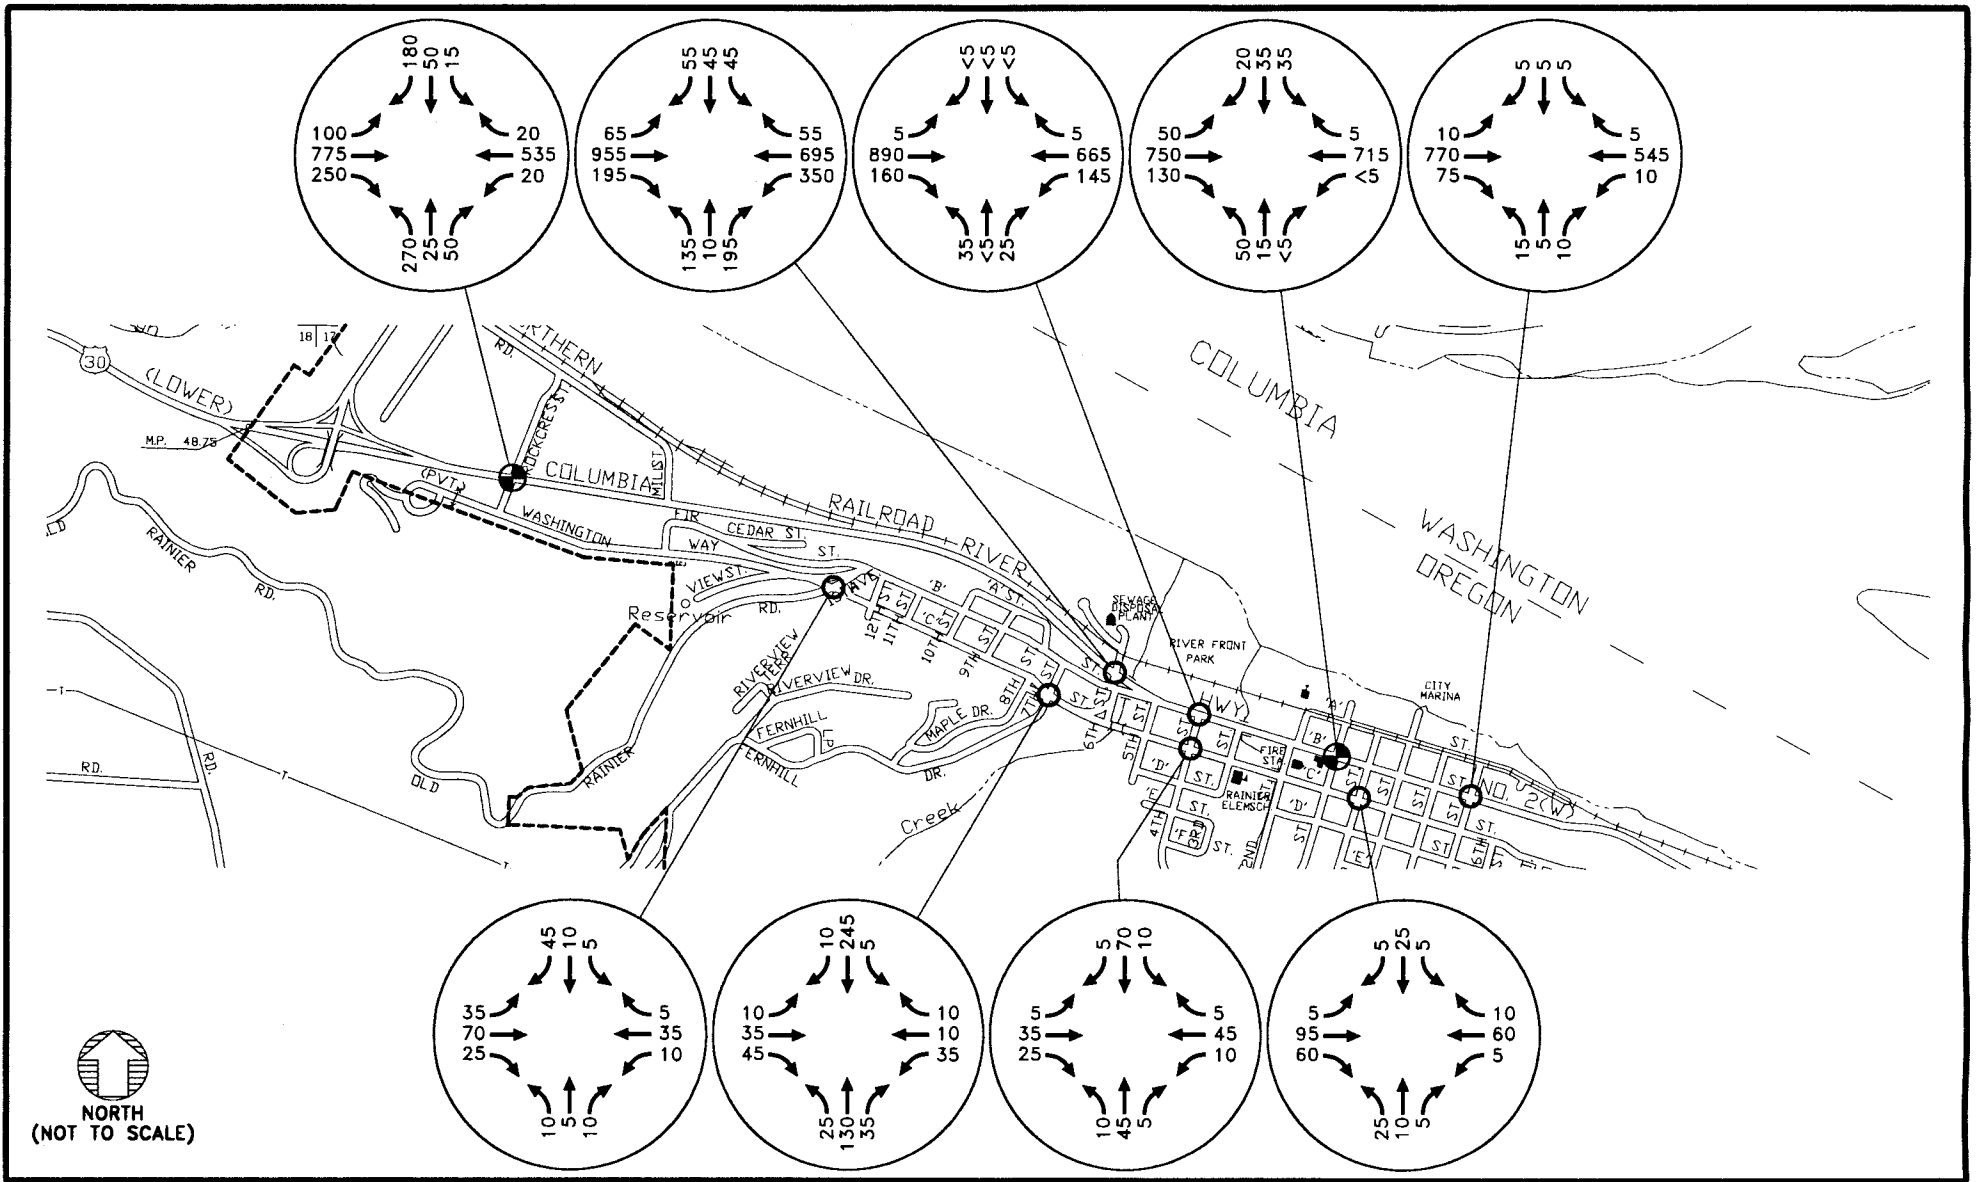 180 50 15
100 20
775 535
250 20
270 25 50
55 45 45
65 55
955 695
195 350
135 10 195
<5 <5 <5
5 5
890 665
160 145
35 <5 25
20 35 35
50 5
750 715
130 <5
50 15 <5
5 5 5
10 5
770 545
75 10
15 5 10
18 17
30
(LOWER)
M.P. 48.75
RTHERN
RD.
ROCKCREST
ST.
COLUMBIA
MILL ST
(PVT)
WASHINGTON
WAY
FIR
CEDAR ST.
ST.
RAILROAD
RIVER
COLUMBIA
WASHINGTON
OREGON
RAINIER
RD.
VIEW ST.
RD.
Reservoir
'B'
'A' ST.
'C'
12TH
ST
11TH
ST
10TH
ST
9TH
ST.
8TH
ST.
7TH
ST.
SEWAGE
DISPOSAL
PLANT
RIVER FRONT
PARK
CITY
MARINA
RIVERVIEW
TERR
RIVERVIEW DR.
FERNHILL
LP
FERNHILL
MAPLE DR.
DR.
ST.
HWY.
6TH
ST.
5TH
ST.
'D'
ST.
ST.
FIRE
STA
'A'
ST.
'B'
'C'
ST.
NO. 2(W)
RAINIER
ELEMSCH
'E'
ST.
4TH
3RD
'F'
ST.
2ND
ST.
'D'
ST.
'E'
ST
6TH
ST
ST.
Creek
OLD
RAINIER
RD.
RD.
T
T
T
45 10 5
35 5
70 35
25 10
10 5 10
10 245 5
10 10
35 10
45 35
25 130 35
5 70 10
5 5
35 45
25 10
10 45 5
5 25 5
5 10
95 60
60 5
25 10 5
NORTH
(NOT TO SCALE)